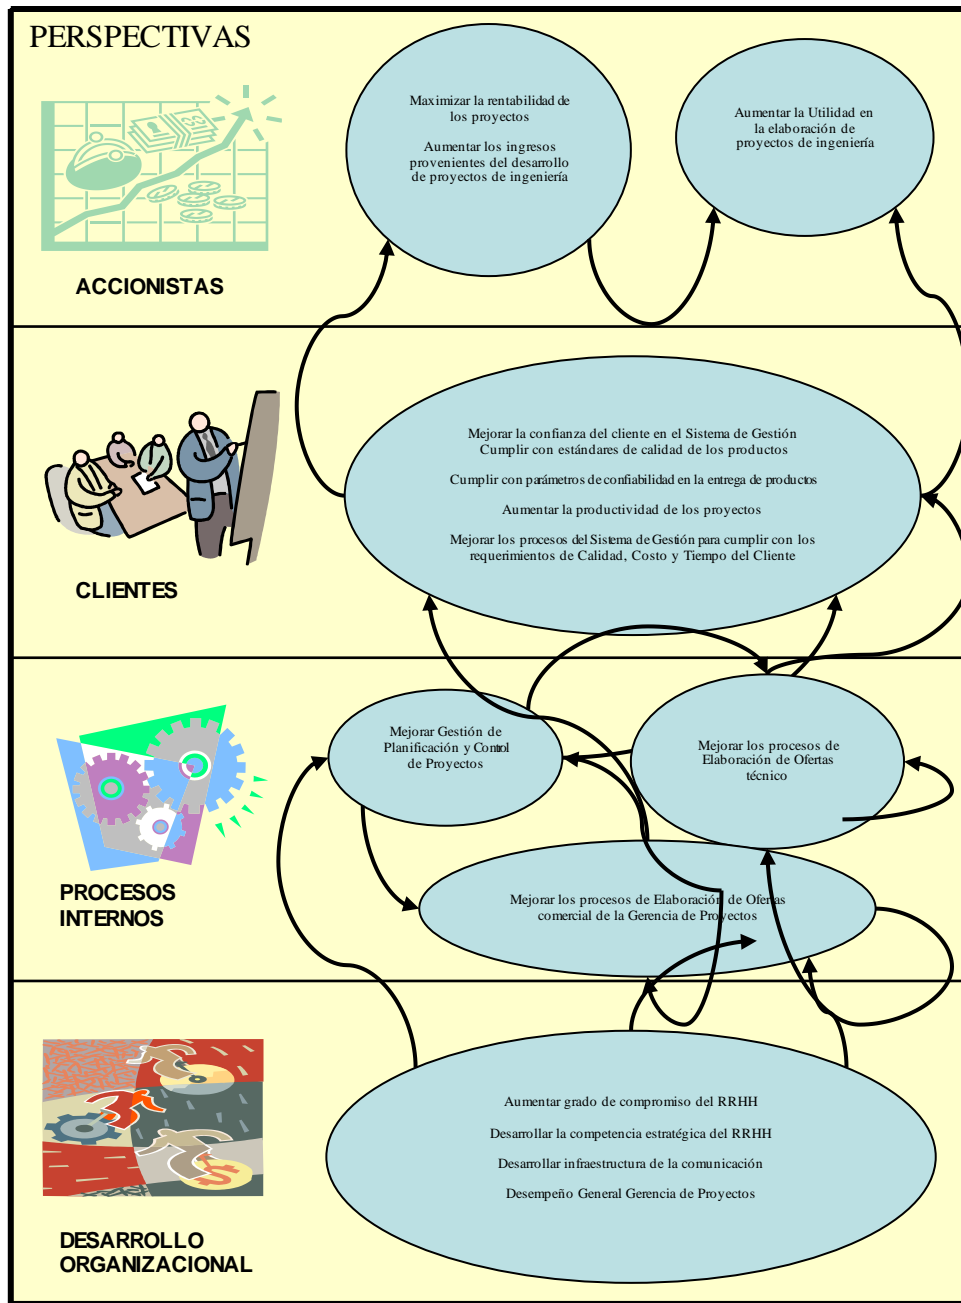 PERSPECTIVAS
Maximizar la rentabilidad de
los proyectos
Aumentar los ingresos
provenientes del desarrollo
de proyectos de ingeniería
Aumentar la Utilidad en
la elaboración de
proyectos de ingeniería
ACCIONISTAS
Mejorar la confianza del cliente en el Sistema de Gestión
Cumplir con estándares de calidad de los productos
Cumplir con parámetros de confiabilidad en la entrega de productos
Aumentar la productividad de los proyectos
Mejorar los procesos del Sistema de Gestión para cumplir con los
requerimientos de Calidad, Costo y Tiempo del Cliente
CLIENTES
Mejorar Gestión de
Planificación y Control
de Proyectos
Mejorar los procesos de
Elaboración de Ofertas
técnico
Mejorar los procesos de Elaboración de Ofertas
comercial de la Gerencia de Proyectos
PROCESOS
INTERNOS
Aumentar grado de compromiso del RRHH
Desarrollar la competencia estratégica del RRHH
Desarrollar infraestructura de la comunicación
Desempeño General Gerencia de Proyectos
DESARROLLO
ORGANIZACIONAL